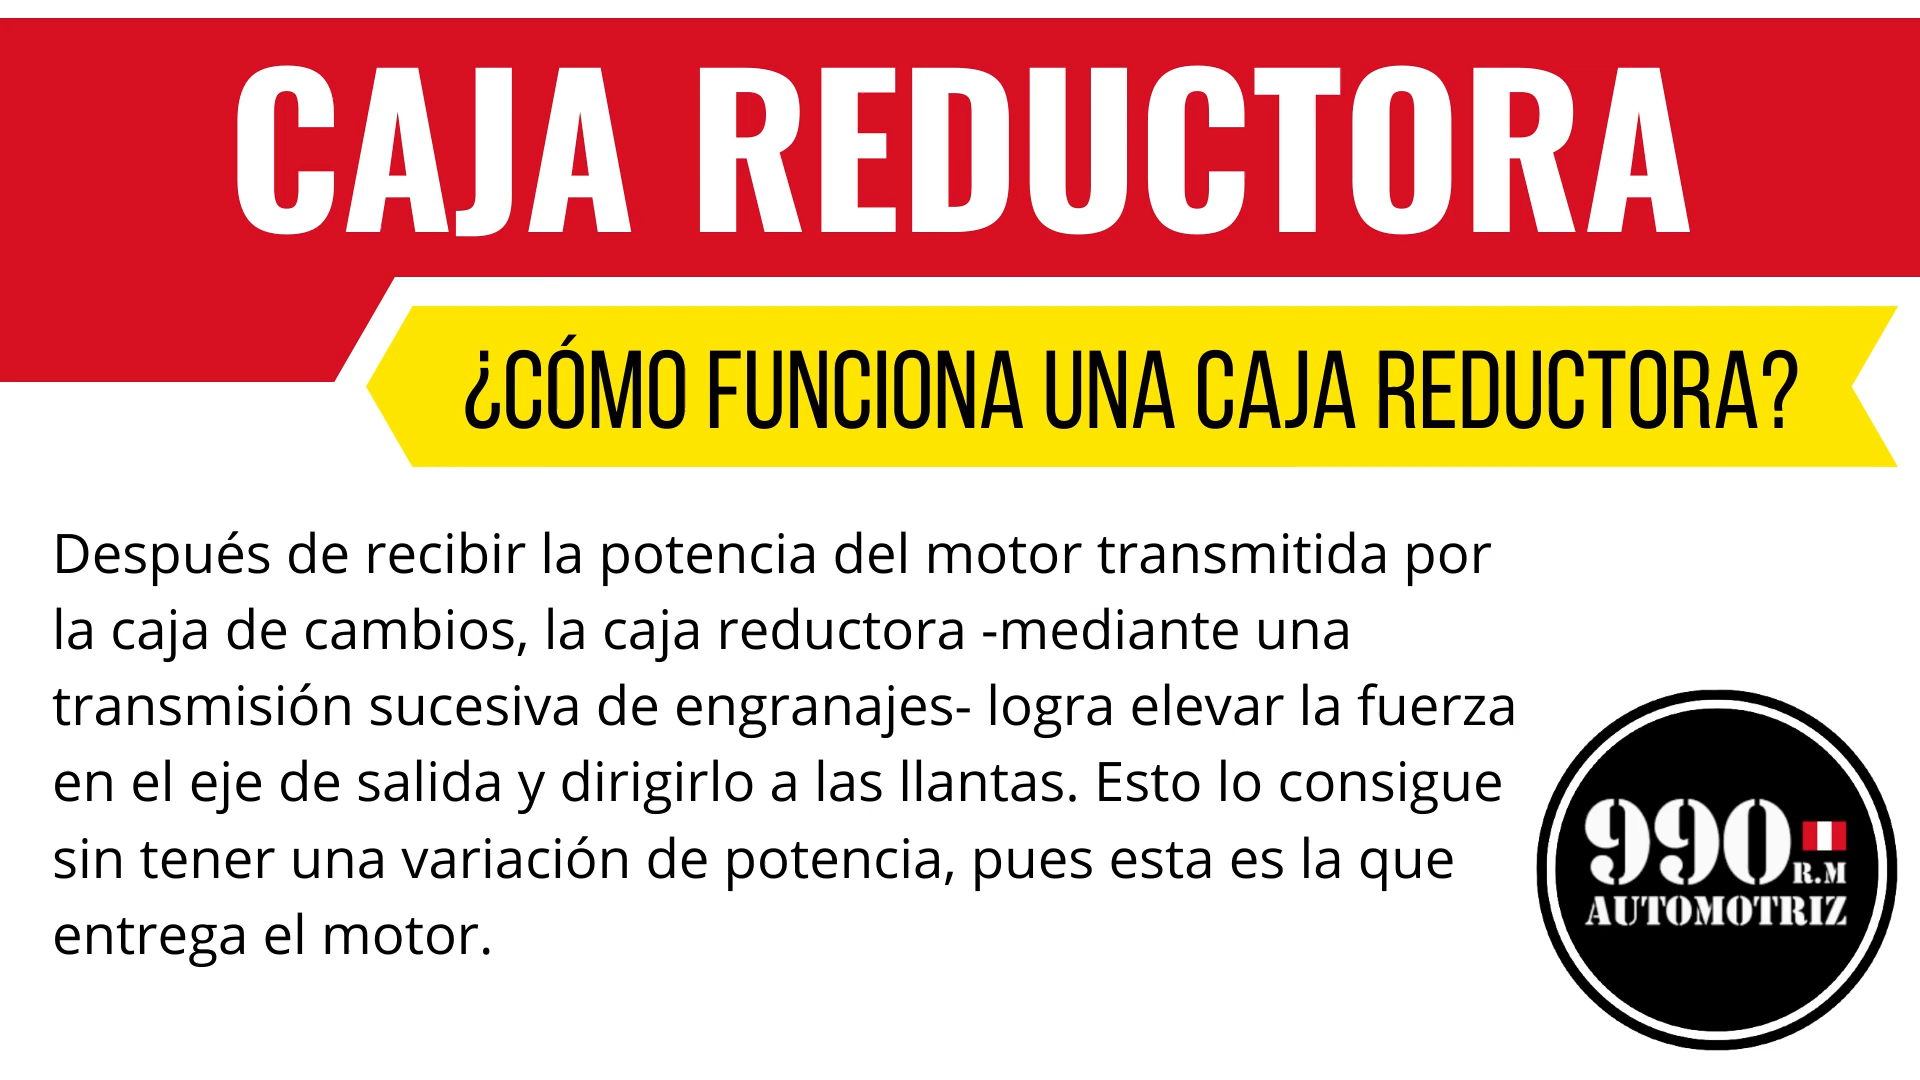 CAJA REDUCTORA
¿CÓMO FUNCIONA UNA CAJA REDUCTORA?
Después de recibir la potencia del motor transmitida por
la caja de cambios, la caja reductora -mediante una
transmisión sucesiva de engranajes- logra elevar la fuerza
en el eje de salida y dirigirlo a las llantas. Esto lo consigue
sin tener una variación de potencia, pues esta es la que
entrega el motor.
990 R.M
AUTOMOTRIZ